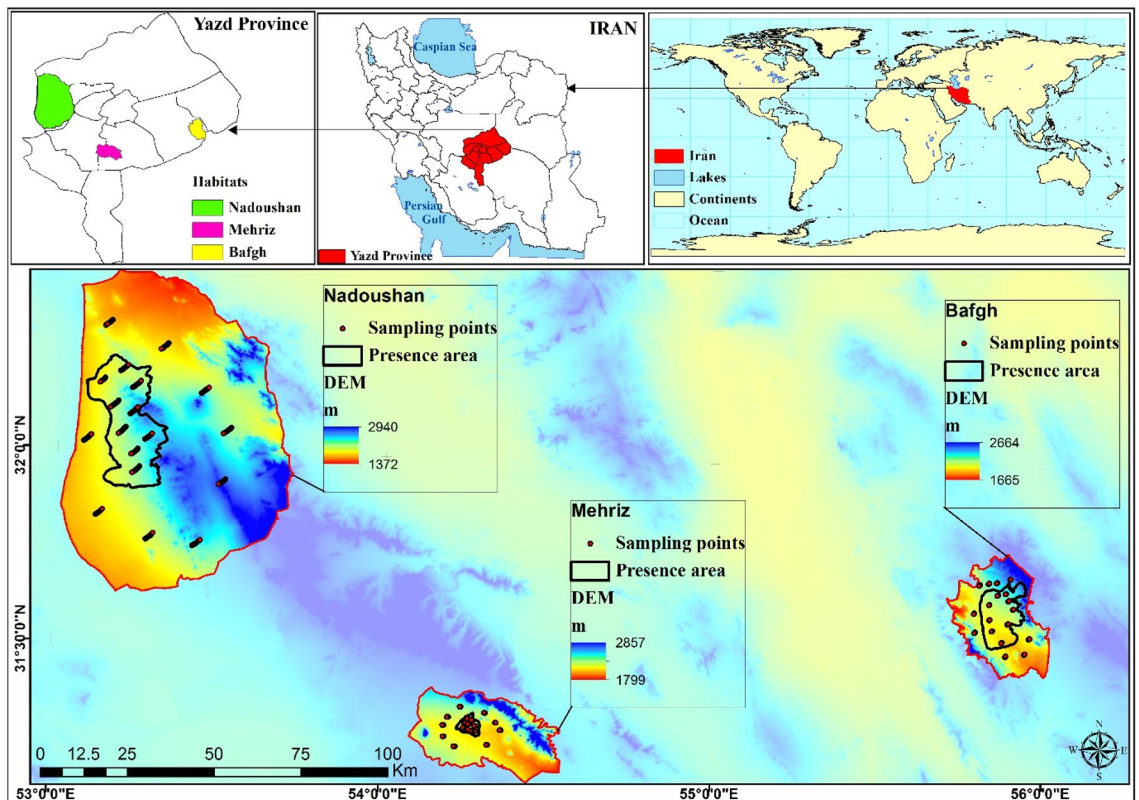 Yazd Province
Habitats
Nadoushan
Mehriz
Bafgh
IRAN
Caspian Sea
Persian
Gulf
Yazd Province
Iran
Lakes
Continents
Ocean
Nadoushan
Sampling points
Presence area
DEM
m
2940
1372
Mehriz
Sampling points
Presence area
DEM
m
2857
1799
Bafgh
Sampling points
Presence area
DEM
m
2664
1665
32°0'0"N
31°30'0"N
0 12.5 25 50 75 100
Km
N
W E
S
53°0'0"E 54°0'0"E 55°0'0"E 56°0'0"E